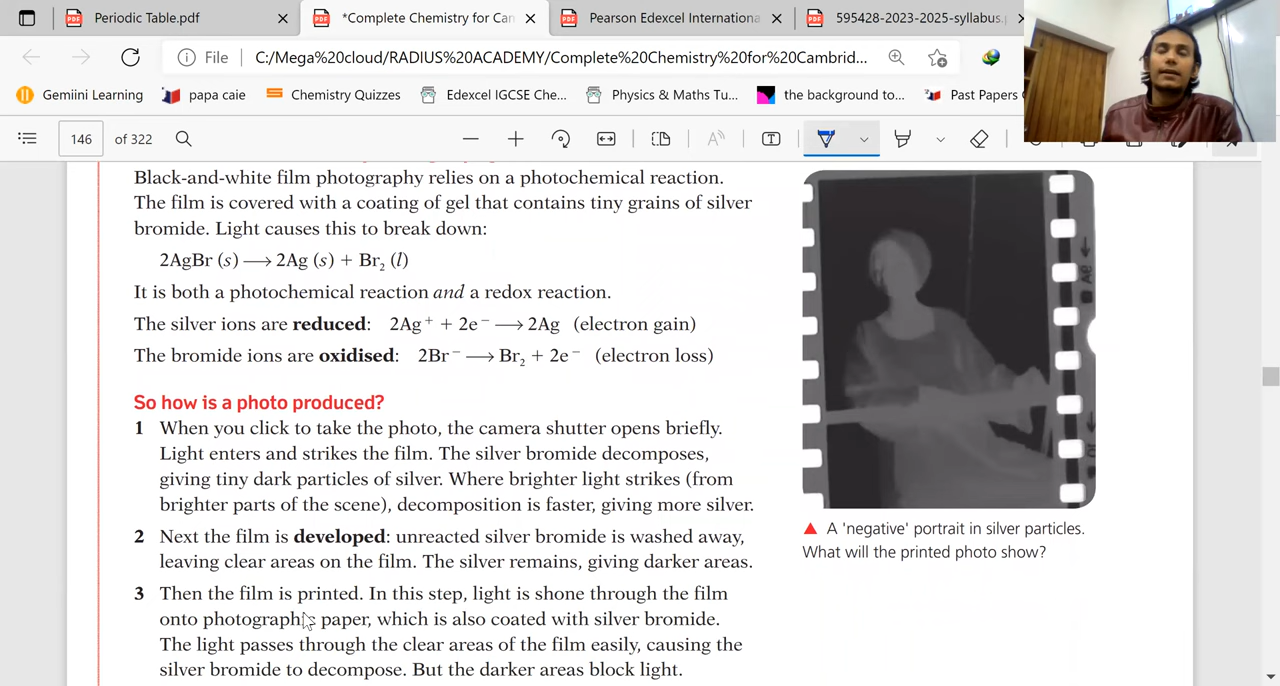 Periodic Table.pdf
*Complete Chemistry for Can
Pearson Edexcel Internationa
595428-2023-2025-syllabus.
File
C:/Mega%20cloud/RADIUS%20ACADEMY/Complete%20Chemistry%20for%20Cambrid...
Gemiini Learning
papa caie
Chemistry Quizzes
Edexcel IGCSE Che...
Physics & Maths Tu...
the background to...
Past Papers
146 of 322
Black-and-white film photography relies on a photochemical reaction.
The film is covered with a coating of gel that contains tiny grains of silver
bromide. Light causes this to break down:
2AgBr (s) ⟶ 2Ag (s) + Br₂ (l)
It is both a photochemical reaction and a redox reaction.
The silver ions are reduced: 2Ag⁺ + 2e⁻ ⟶ 2Ag (electron gain)
The bromide ions are oxidised: 2Br⁻ ⟶ Br₂ + 2e⁻ (electron loss)
So how is a photo produced?
1 When you click to take the photo, the camera shutter opens briefly.
Light enters and strikes the film. The silver bromide decomposes,
giving tiny dark particles of silver. Where brighter light strikes (from
brighter parts of the scene), decomposition is faster, giving more silver.
2 Next the film is developed: unreacted silver bromide is washed away,
leaving clear areas on the film. The silver remains, giving darker areas.
3 Then the film is printed. In this step, light is shone through the film
onto photographic paper, which is also coated with silver bromide.
The light passes through the clear areas of the film easily, causing the
silver bromide to decompose. But the darker areas block light.
▲ A 'negative' portrait in silver particles.
What will the printed photo show?